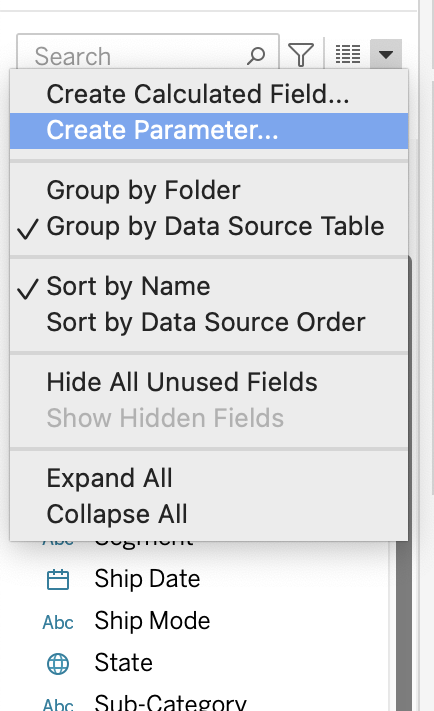 Search
Create Calculated Field...
Create Parameter...
Group by Folder
Group by Data Source Table
Sort by Name
Sort by Data Source Order
Hide All Unused Fields
Show Hidden Fields
Expand All
Collapse All
Abc Segment
Ship Date
Abc Ship Mode
State
Abc Sub-Category